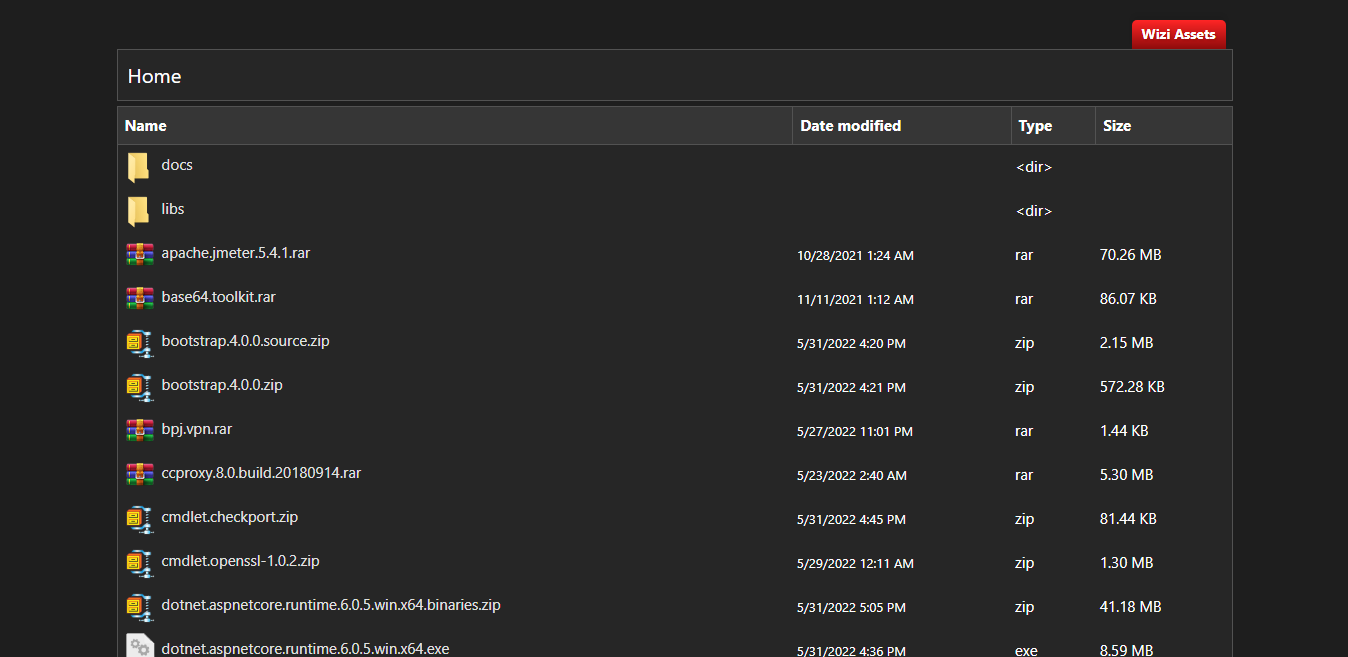 Wizi Assets
Home
Name Date modified Type Size
docs <dir>
libs <dir>
apache.jmeter.5.4.1.rar 10/28/2021 1:24 AM rar 70.26 MB
base64.toolkit.rar 11/11/2021 1:12 AM rar 86.07 KB
bootstrap.4.0.0.source.zip 5/31/2022 4:20 PM zip 2.15 MB
bootstrap.4.0.0.zip 5/31/2022 4:21 PM zip 572.28 KB
bpj.vpn.rar 5/27/2022 11:01 PM rar 1.44 KB
ccproxy.8.0.build.20180914.rar 5/23/2022 2:40 AM rar 5.30 MB
cmdlet.checkport.zip 5/31/2022 4:45 PM zip 81.44 KB
cmdlet.openssl-1.0.2.zip 5/29/2022 12:11 AM zip 1.30 MB
dotnet.aspnetcore.runtime.6.0.5.win.x64.binaries.zip 5/31/2022 5:05 PM zip 41.18 MB
dotnet.aspnetcore.runtime.6.0.5.win.x64.exe 5/31/2022 4:36 PM exe 8.59 MB